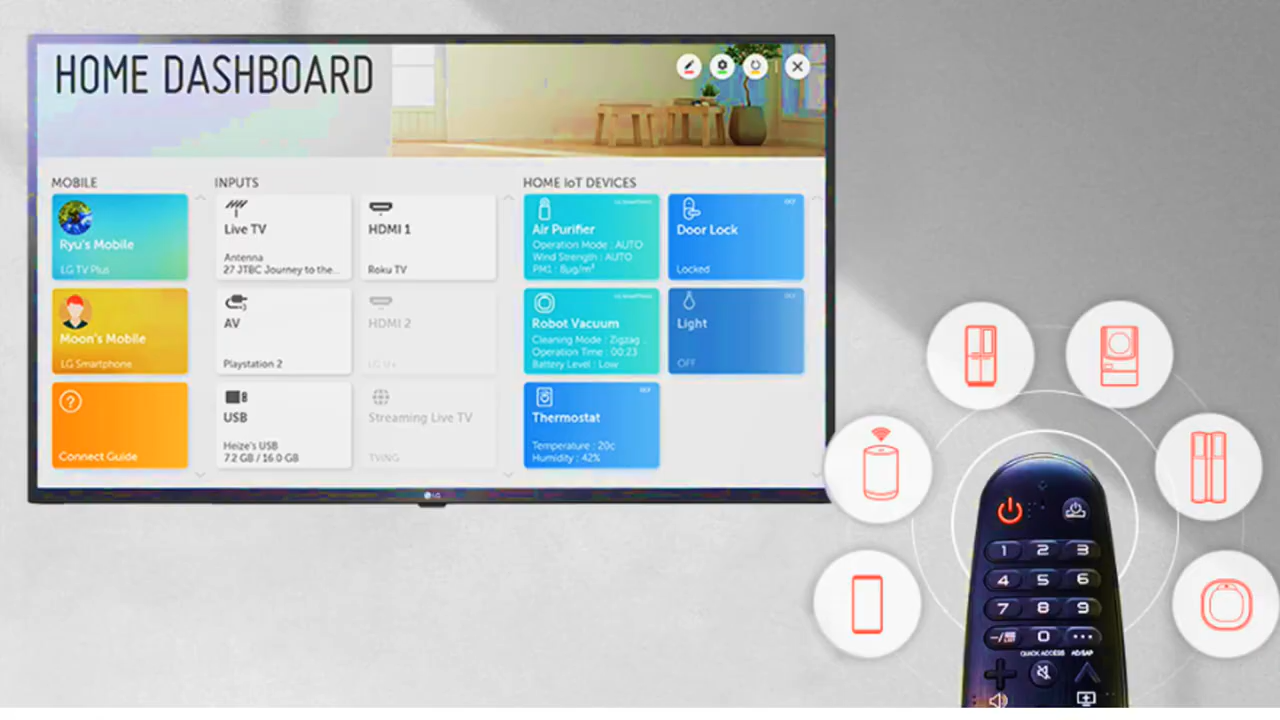 HOME DASHBOARD
MOBILE
INPUTS
HOME IoT DEVICES
Ryu's Mobile
LG TV Plus
Live TV
Antenna
27 JTBC Journey to the...
HDMI 1
Roku TV
Air Purifier
Operation Mode : AUTO
Wind Strength : AUTO
PM1 : 8μg/m³
Door Lock
Locked
Moon's Mobile
LG Smartphone
AV
Playstation 2
HDMI 2
LG U+
Robot Vacuum
Cleaning Mode : Zigzag...
Operation Time : 00:23
Battery Level : Low
Light
OFF
?
Connect Guide
USB
Heize's USB
7.2 GB / 16.0 GB
Streaming Live TV
TVING
Thermostat
Temperature : 20c
Humidity : 42%
LG
1 2 3
4 5 6
7 8 9
–/LIST 0 •••
QUICK ACCESS AD/SAP